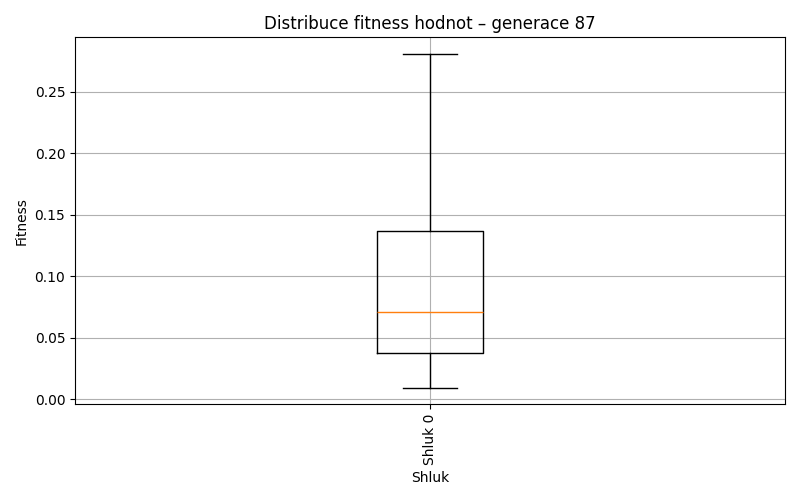 Distribuce fitness hodnot – generace 87
Fitness
0.25
0.20
0.15
0.10
0.05
0.00
Shluk 0
Shluk